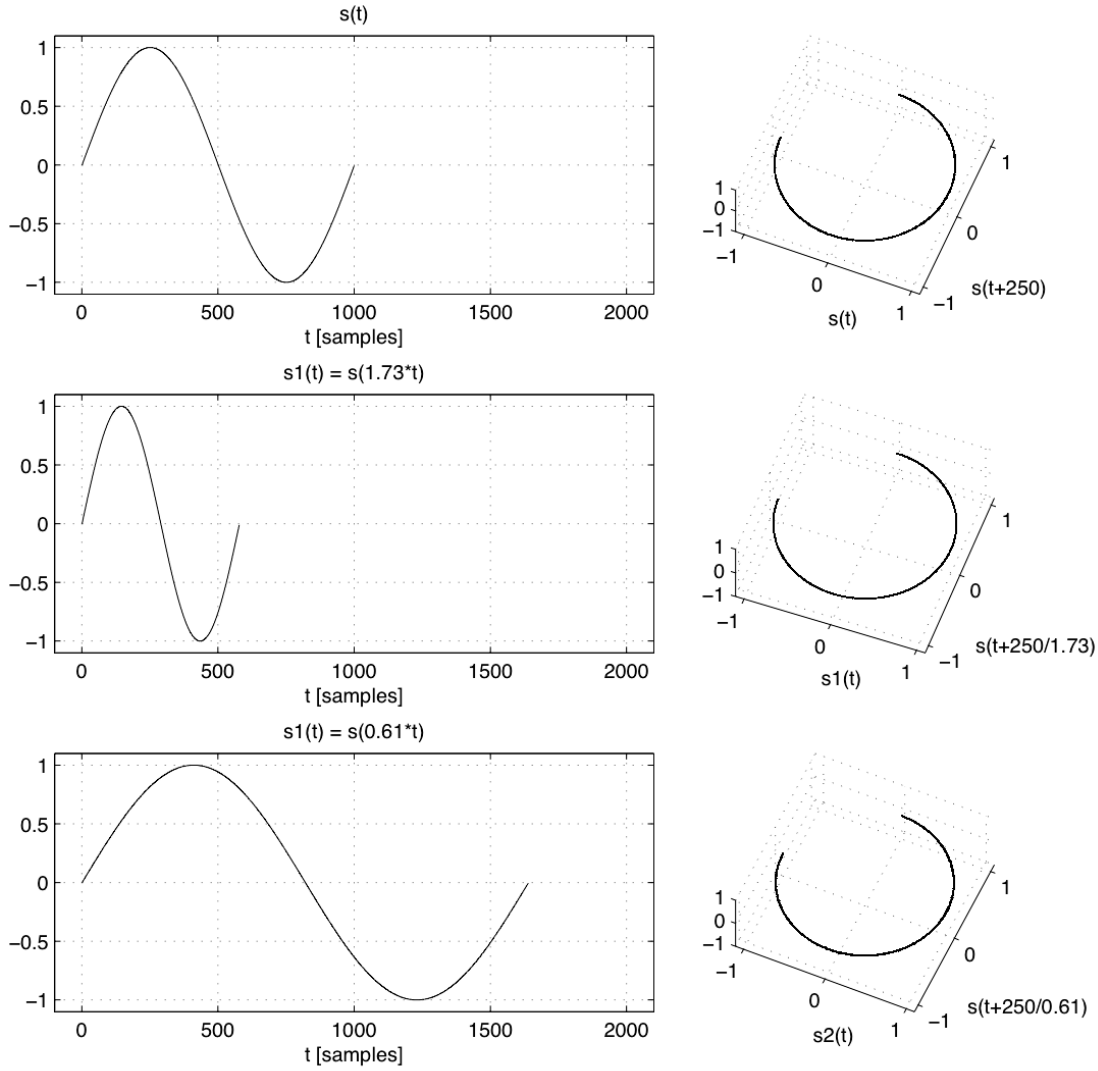 s(t)
1
0.5
0
−0.5
−1
0 500 1000 1500 2000
t [samples]
1
0
−1
−1
0
1
s(t)
−1
0
1
s(t+250)
s1(t) = s(1.73*t)
1
0.5
0
−0.5
−1
0 500 1000 1500 2000
t [samples]
1
0
−1
−1
0
1
s1(t)
−1
0
1
s(t+250/1.73)
s1(t) = s(0.61*t)
1
0.5
0
−0.5
−1
0 500 1000 1500 2000
t [samples]
1
0
−1
−1
0
1
s2(t)
−1
0
1
s(t+250/0.61)